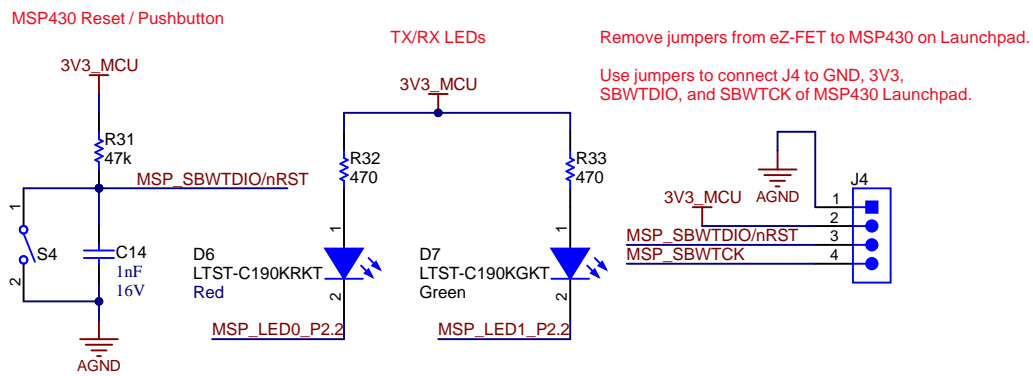 MSP430 Reset / Pushbutton
3V3_MCU
R31
47k
MSP_SBWTDIO/nRST
1
S4
2
C14
1nF
16V
AGND
TX/RX LEDs
3V3_MCU
R32
470
R33
470
1
D6
LTST-C190KRKT
Red
2
MSP_LED0_P2.2
1
D7
LTST-C190KGKT
Green
2
MSP_LED1_P2.2
Remove jumpers from eZ-FET to MSP430 on Launchpad.
Use jumpers to connect J4 to GND, 3V3,
SBWTDIO, and SBWTCK of MSP430 Launchpad.
AGND
J4
3V3_MCU
1
2
MSP_SBWTDIO/nRST
3
MSP_SBWTCK
4